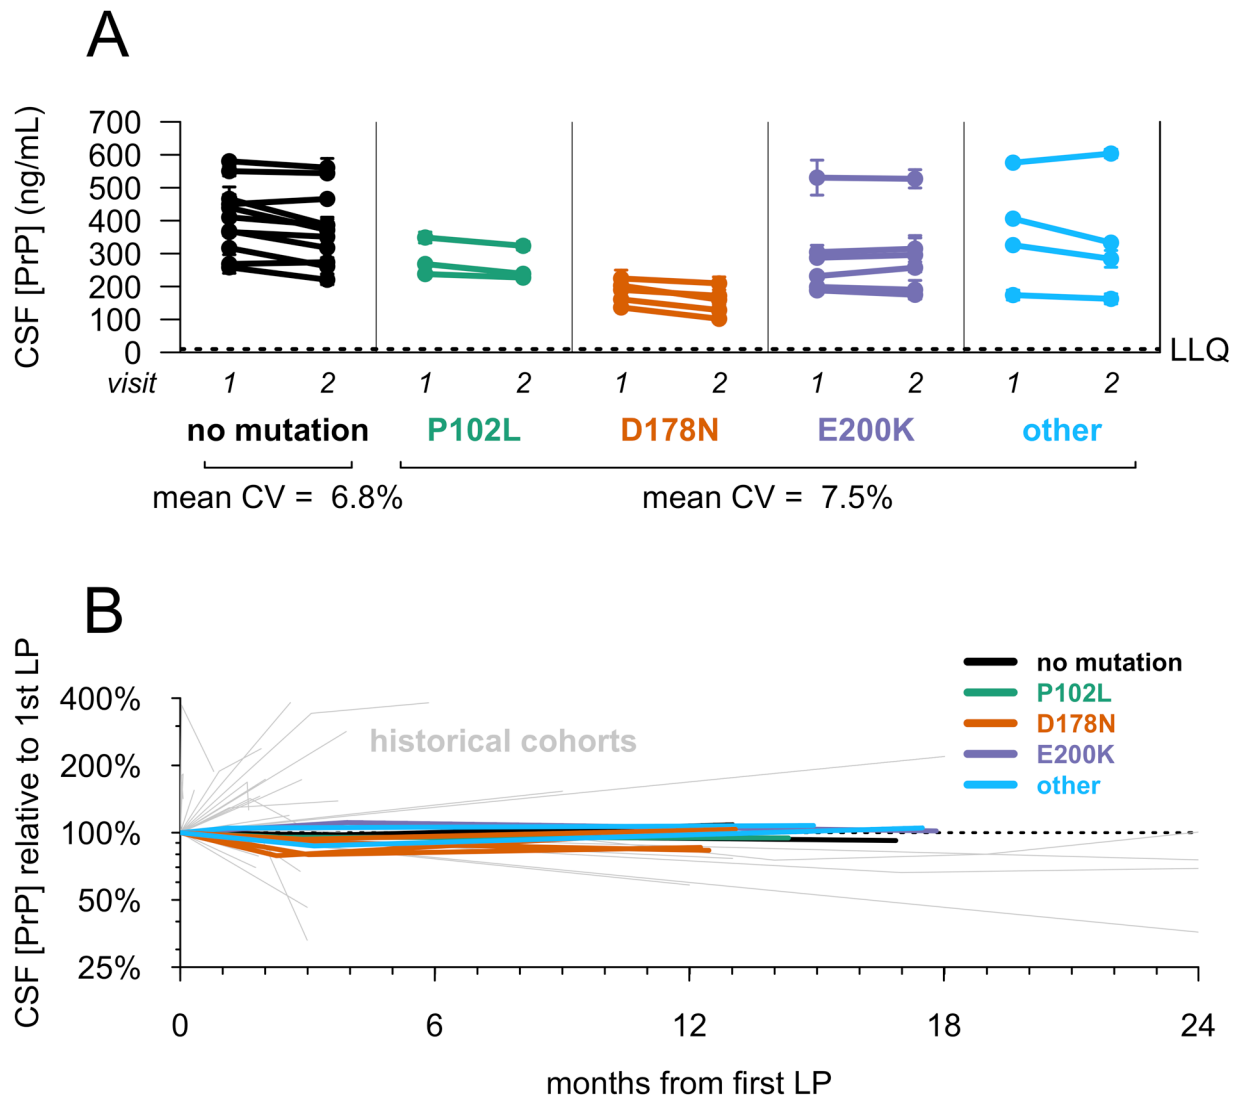 A
CSF [PrP] (ng/mL)
700
600
500
400
300
200
100
0
LLQ
visit 1 2 1 2 1 2 1 2 1 2
no mutation P102L D178N E200K other
mean CV = 6.8% mean CV = 7.5%
B
CSF [PrP] relative to 1st LP
400%
200%
100%
50%
25%
historical cohorts
no mutation
P102L
D178N
E200K
other
0 6 12 18 24
months from first LP